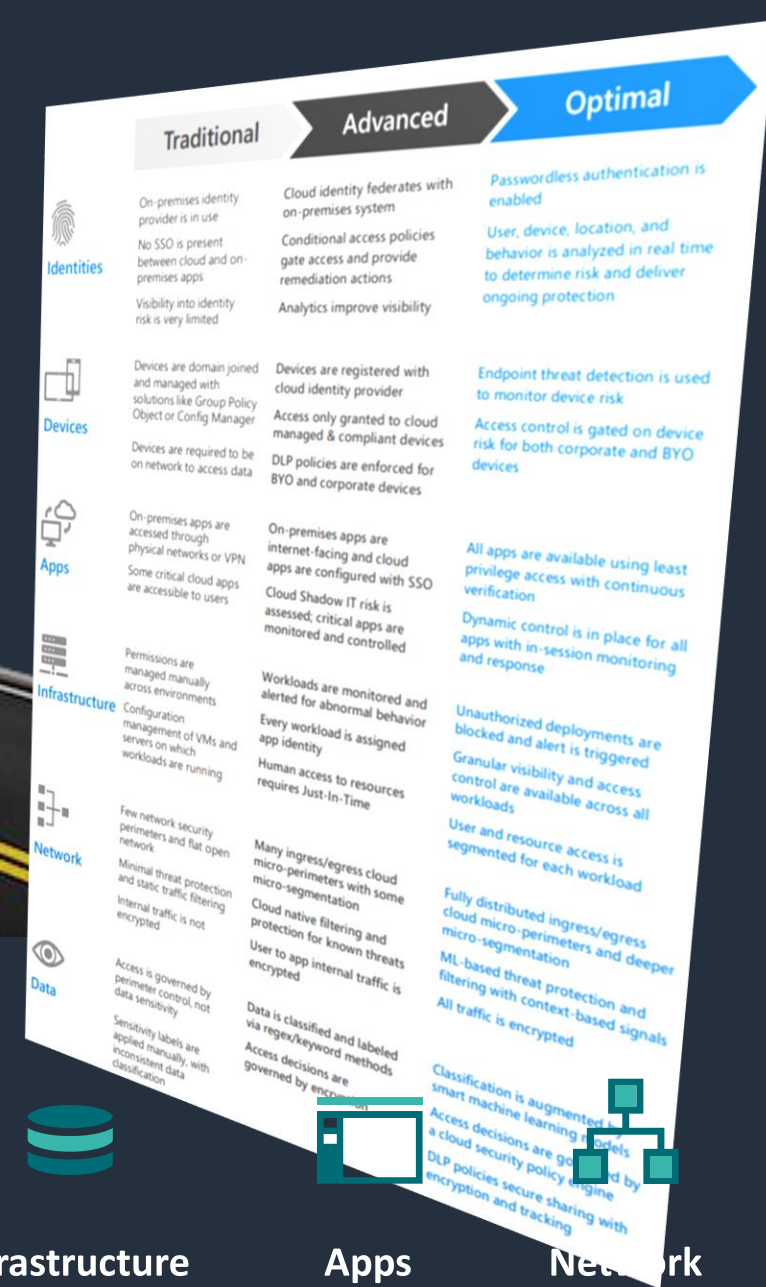 Traditional
Advanced
Optimal
Identities
On-premises identity
provider is in use
No SSO is present
between cloud and on-
premises apps
Visibility into identity
risk is very limited
Cloud identity federates with
on-premises system
Conditional access policies
gate access and provide
remediation actions
Analytics improve visibility
Passwordless authentication is
enabled
User, device, location, and
behavior is analyzed in real time
to determine risk and deliver
ongoing protection
Devices
Devices are domain joined
and managed with
solutions like Group Policy
Object or Config Manager
Devices are required to be
on network to access data
Devices are registered with
cloud identity provider
Access only granted to cloud
managed & compliant devices
DLP policies are enforced for
BYO and corporate devices
Endpoint threat detection is used
to monitor device risk
Access control is gated on device
risk for both corporate and BYO
devices
Apps
On-premises apps are
accessed through
physical networks or VPN
Some critical cloud apps
are accessible to users
On-premises apps are
internet-facing and cloud
apps are configured with SSO
Cloud Shadow IT risk is
assessed; critical apps are
monitored and controlled
All apps are available using least
privilege access with continuous
verification
Dynamic control is in place for all
apps with in-session monitoring
and response
Infrastructure
Permissions are
managed manually
across environments
Configuration
management of VMs and
servers on which
workloads are running
Workloads are monitored and
alerted for abnormal behavior
Every workload is assigned
app identity
Human access to resources
requires Just-In-Time
Unauthorized deployments are
blocked and alert is triggered
Granular visibility and access
control are available across all
workloads
User and resource access is
segmented for each workload
Network
Few network security
perimeters and flat open
network
Minimal threat protection
and static traffic filtering
Internal traffic is not
encrypted
Many ingress/egress cloud
micro-perimeters with some
micro-segmentation
Cloud native filtering and
protection for known threats
User to app internal traffic is
encrypted
Fully distributed ingress/egress
cloud micro-perimeters and deeper
micro-segmentation
ML-based threat protection and
filtering with context-based signals
All traffic is encrypted
Data
Access is governed by
perimeter control, not
data sensitivity
Sensitivity labels are
applied manually, with
inconsistent data
classification
Data is classified and labeled
via regex/keyword methods
Access decisions are
governed by encryption
Classification is augmented by
smart machine learning models
Access decisions are governed by
a cloud security policy engine
DLP policies secure sharing with
encryption and tracking
rastructure
Apps
Network